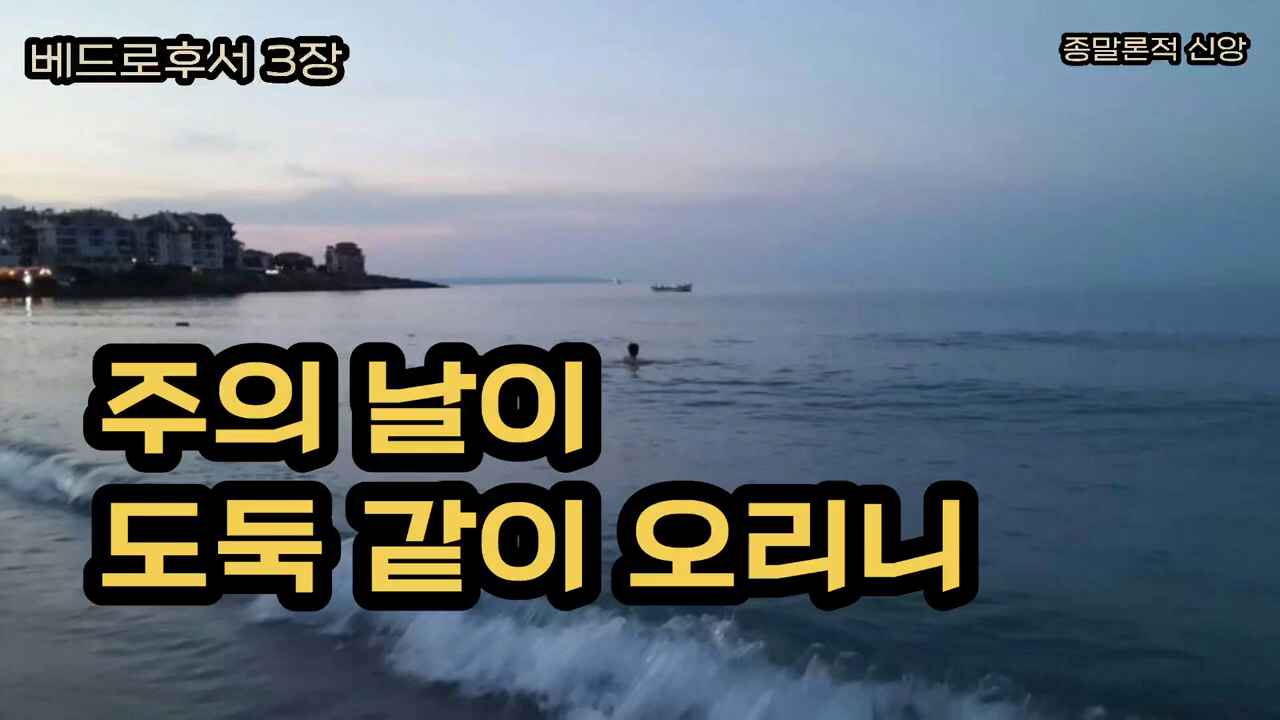 베드로후서 3장
종말론적 신앙
주의 날이
도둑 같이 오리니